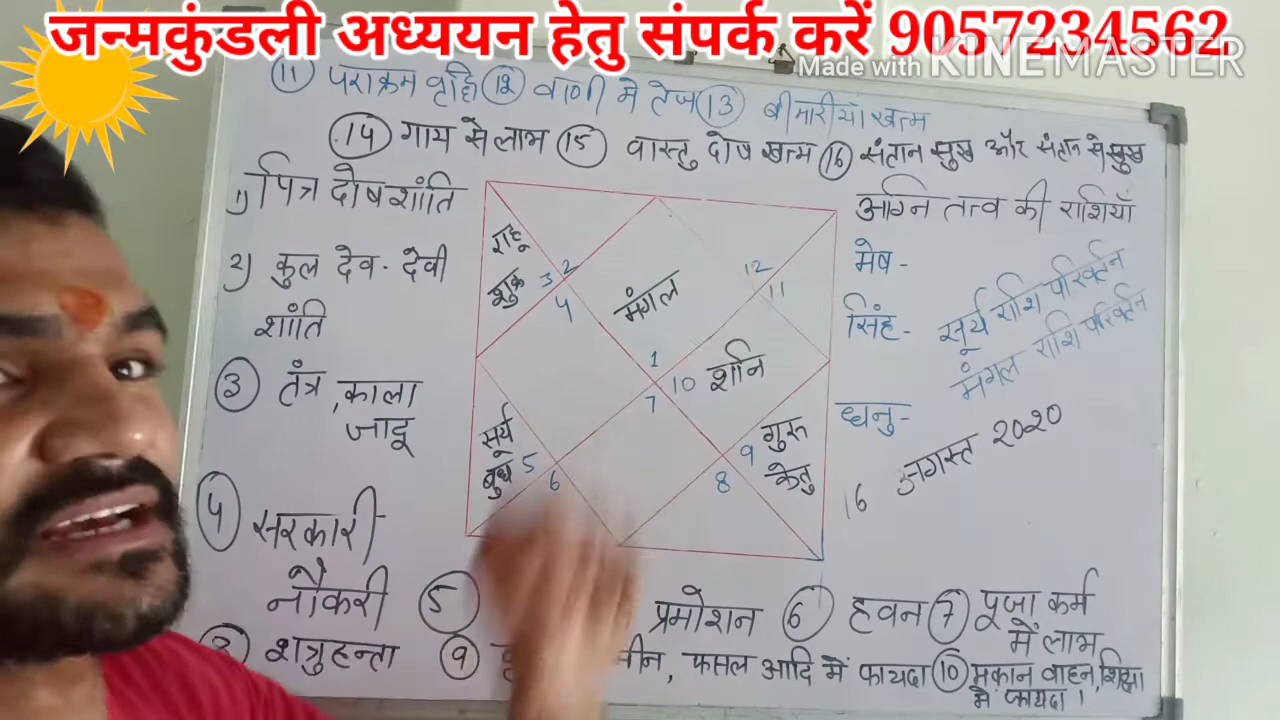 जन्मकुंडली अध्ययन हेतु संपर्क करें 9057234562
Made with KINEMASTER
11 पराक्रम वृद्दि 12 वाणी मे तेज 13 बीमारीयाँ खत्म
14 गाय से लाभ 15 वास्तु दोष खत्म 16 संतान सुख और संतान से सुख
1) पित्र दोष शांति
2) कुल देव - देवी
शांति
3 तंत्र, काला
जादू
4 सरकारी
नौकरी
5 प्रमोशन 6 हवन 7 पूजा कर्म
में लाभ
8 शत्रुहन्ता 9 फसल आदि में फायदा 10 मकान वाहन, शिक्षा
में फायदा ।
राहू
शुक्र
3 2
4
मंगल
12
11
1
10 शनि
7
सूर्य
बुध 5
6
गुरु
9 केतु
8
अग्नि तत्व की राशियाँ
मेष -
सिंह -
धनु -
सूर्य राशि परिवर्तन
मंगल राशि परिवर्तन
16 अगस्त 2020